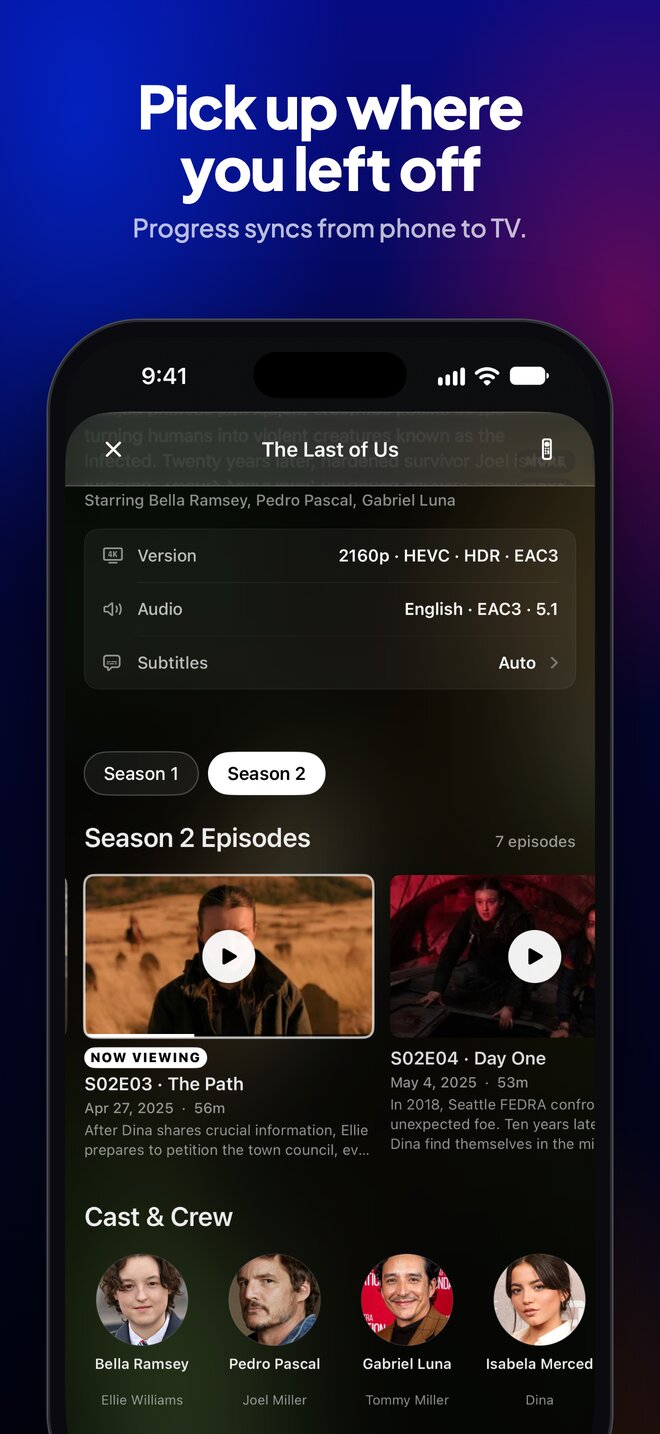 Pick up where
you left off
Progress syncs from phone to TV.
9:41
turning humans into violent creatures known as the
The Last of Us
Infected. Twenty years later, hardened survivor Joel is
Starring Bella Ramsey, Pedro Pascal, Gabriel Luna
4K Version 2160p · HEVC · HDR · EAC3
Audio English · EAC3 · 5.1
Subtitles Auto
Season 1 Season 2
Season 2 Episodes 7 episodes
NOW VIEWING
S02E03 · The Path
Apr 27, 2025 · 56m
After Dina shares crucial information, Ellie
prepares to petition the town council, ev...
S02E04 · Day One
May 4, 2025 · 53m
In 2018, Seattle FEDRA confro
unexpected foe. Ten years late
Dina find themselves in the mi
Cast & Crew
Bella Ramsey Pedro Pascal Gabriel Luna Isabela Merced
Ellie Williams Joel Miller Tommy Miller Dina